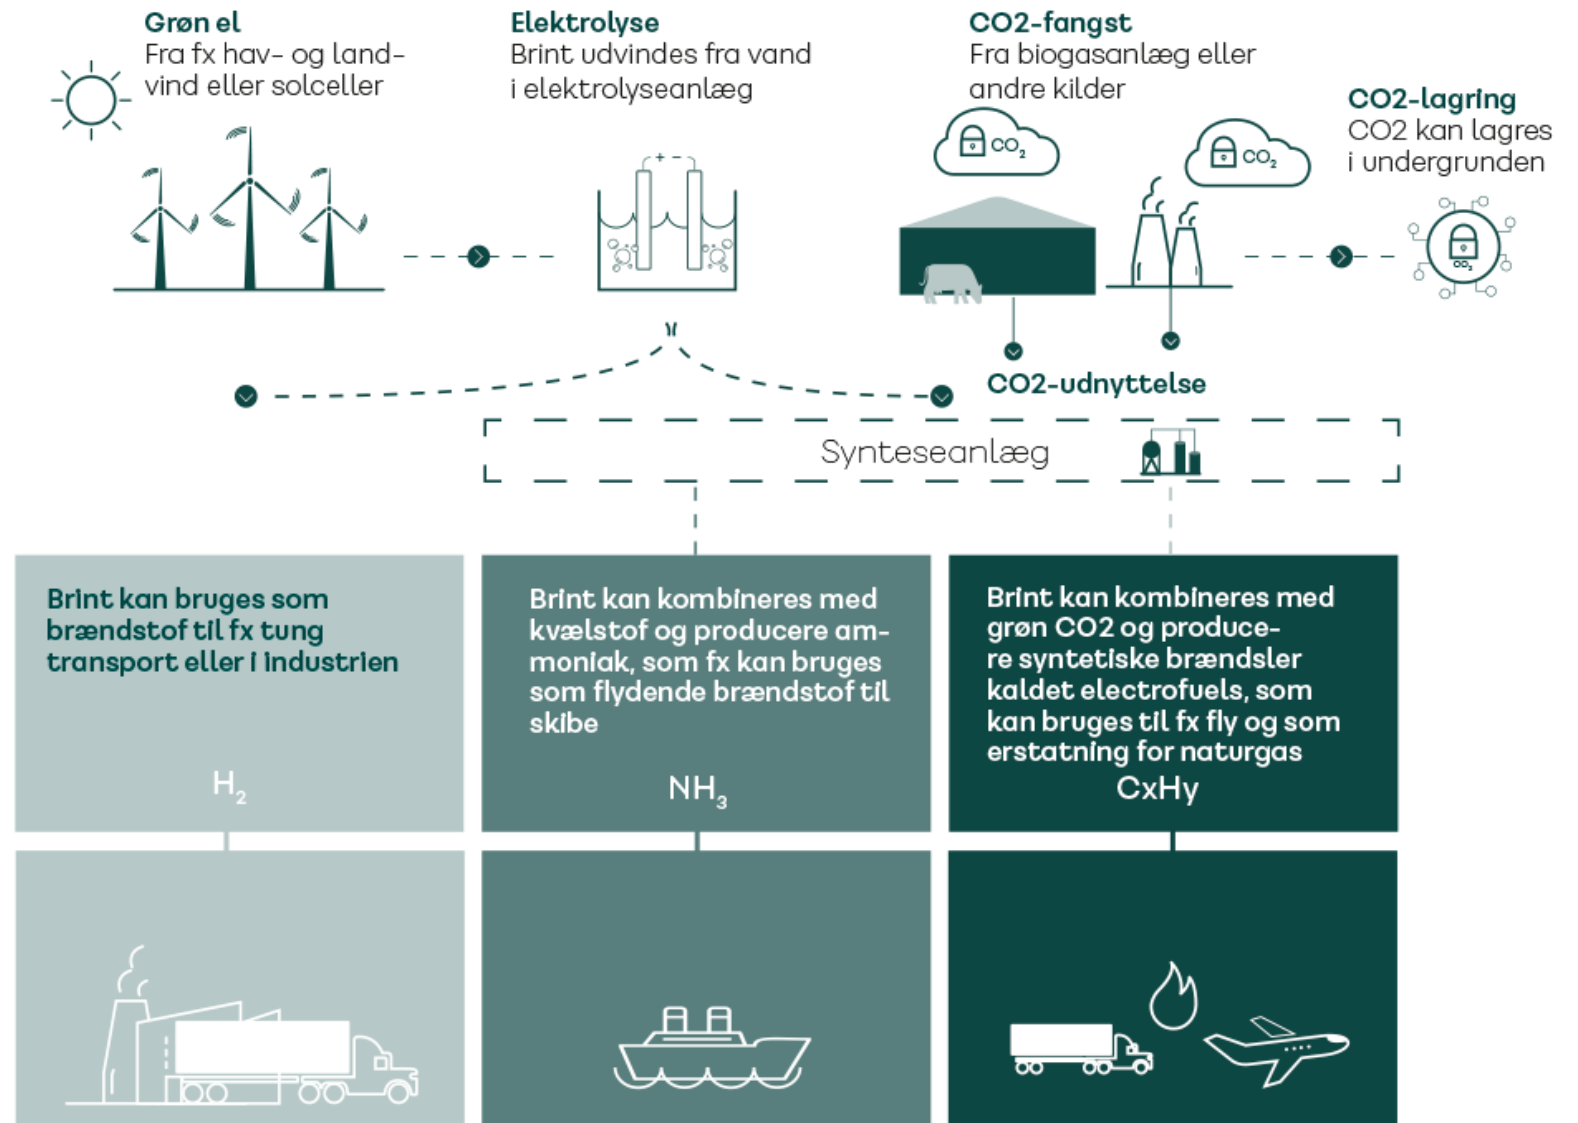 Grøn el
Fra fx hav- og land-
vind eller solceller
Elektrolyse
Brint udvindes fra vand
i elektrolyseanlæg
+ -
CO2-fangst
Fra biogasanlæg eller
andre kilder
CO₂
CO₂
CO2-lagring
CO2 kan lagres
i undergrunden
CO₂
CO2-udnyttelse
Synteseanlæg
Brint kan bruges som
brændstof til fx tung
transport eller i industrien
H₂
Brint kan kombineres med
kvælstof og producere am-
moniak, som fx kan bruges
som flydende brændstof til
skibe
NH₃
Brint kan kombineres med
grøn CO2 og produce-
re syntetiske brændsler
kaldet electrofuels, som
kan bruges til fx fly og som
erstatning for naturgas
CxHy